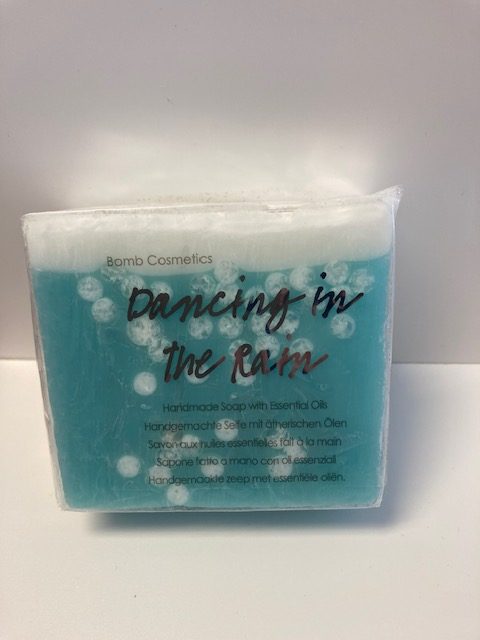 Bomb Cosmetics
Dancing in
the Rain
Handmade Soap with Essential Oils
Handgemachte Seife mit ätherischen Ölen
Savon aux huiles essentielles fait à la main
Sapone fatto a mano con oli essenziali
Handgemaakte zeep met essentiële oliën.